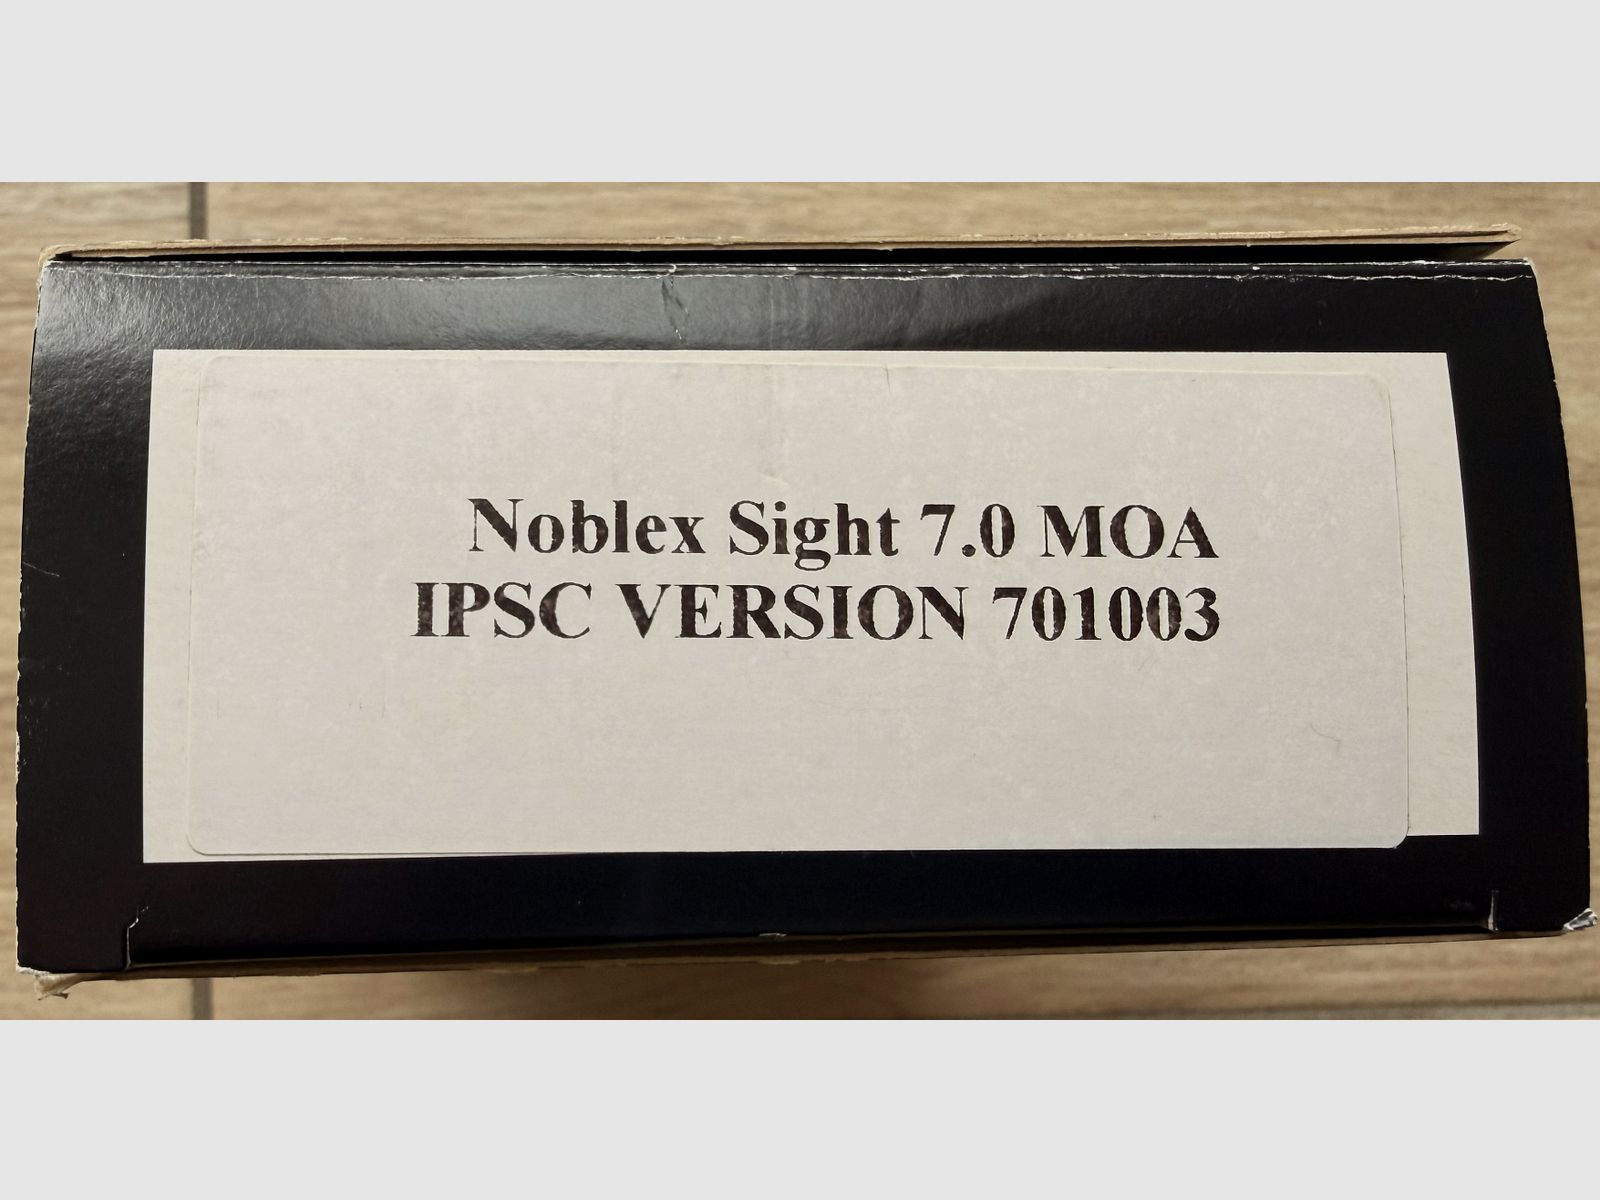 Noblex Sight 7.0 MOA
IPSC VERSION 701003